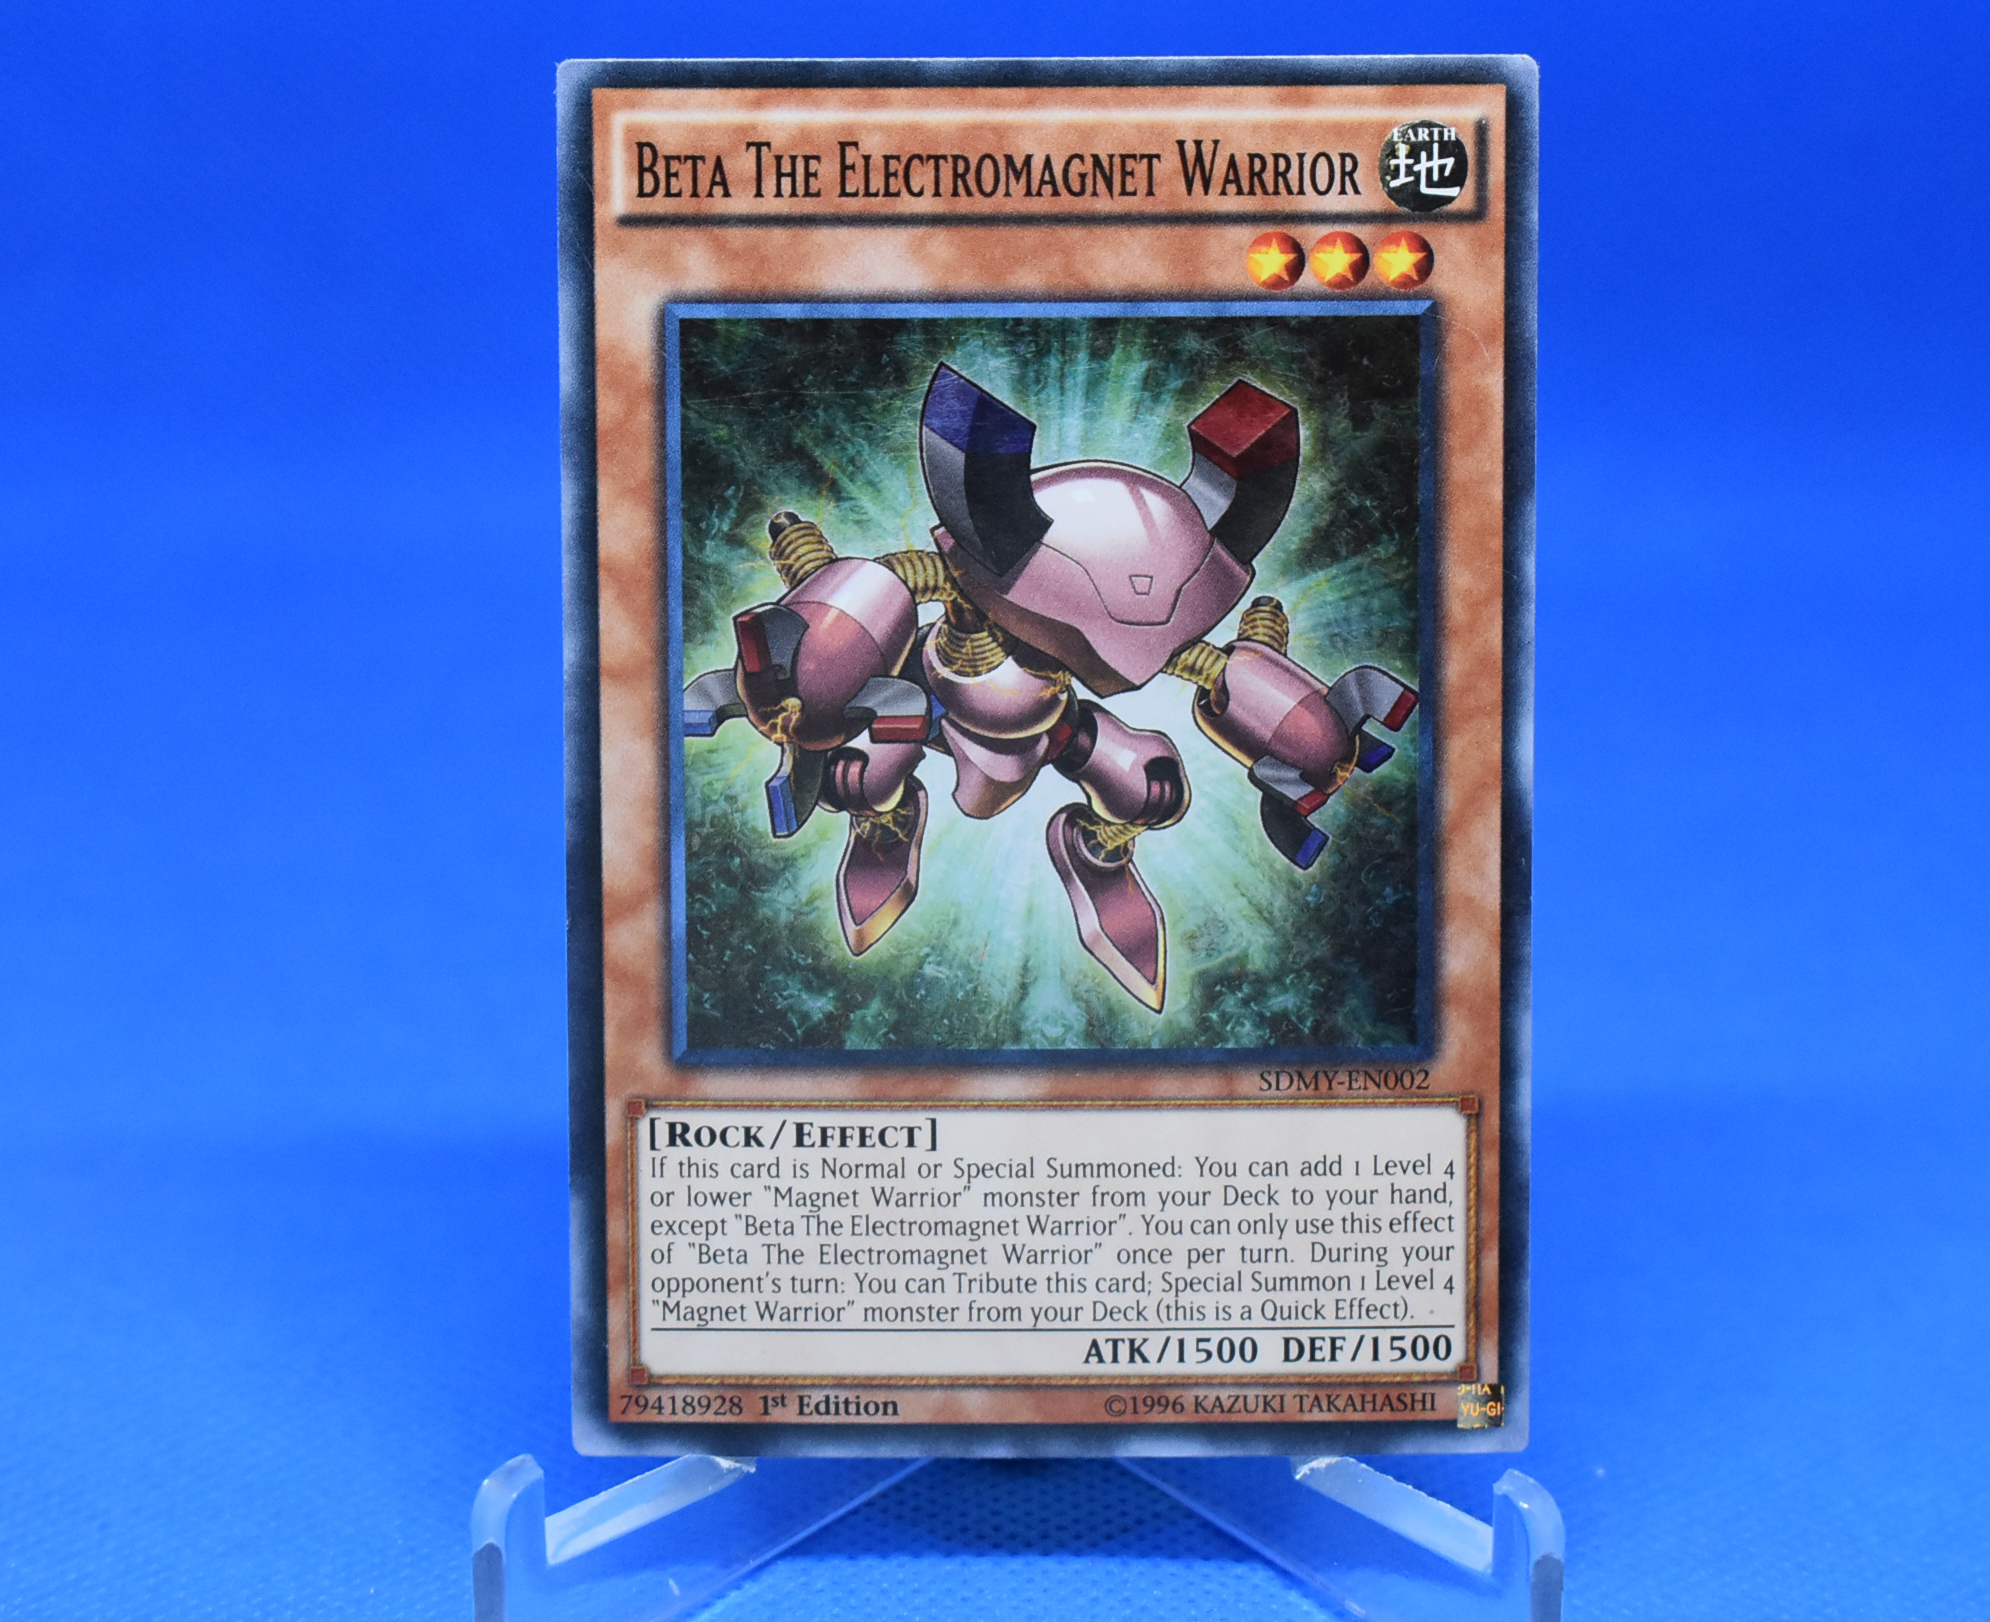 Beta The Electromagnet Warrior
EARTH
地
SDMY-EN002
[Rock/Effect]
If this card is Normal or Special Summoned: You can add 1 Level 4
or lower "Magnet Warrior" monster from your Deck to your hand,
except "Beta The Electromagnet Warrior". You can only use this effect
of "Beta The Electromagnet Warrior" once per turn. During your
opponent's turn: You can Tribute this card; Special Summon 1 Level 4
"Magnet Warrior" monster from your Deck (this is a Quick Effect).
ATK/1500 DEF/1500
79418928 1st Edition ©1996 KAZUKI TAKAHASHI
YU-GI-